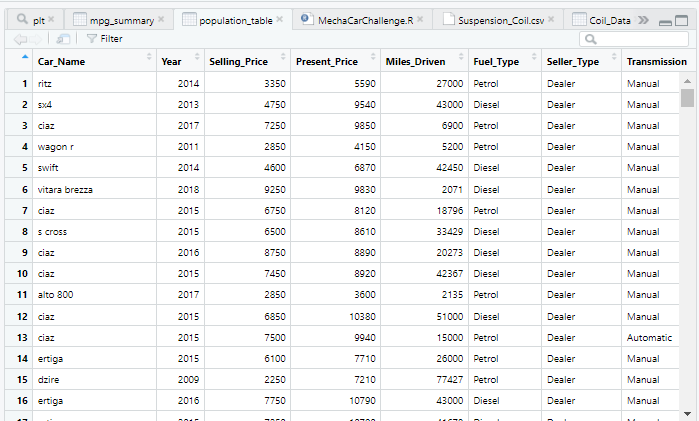 plt mpg_summary population_table MechaCarChallenge.R Suspension_Coil.csv Coil_Data
Filter
Car_Name Year Selling_Price Present_Price Miles_Driven Fuel_Type Seller_Type Transmission
1 ritz 2014 3350 5590 27000 Petrol Dealer Manual
2 sx4 2013 4750 9540 43000 Diesel Dealer Manual
3 ciaz 2017 7250 9850 6900 Petrol Dealer Manual
4 wagon r 2011 2850 4150 5200 Petrol Dealer Manual
5 swift 2014 4600 6870 42450 Diesel Dealer Manual
6 vitara brezza 2018 9250 9830 2071 Diesel Dealer Manual
7 ciaz 2015 6750 8120 18796 Petrol Dealer Manual
8 s cross 2015 6500 8610 33429 Diesel Dealer Manual
9 ciaz 2016 8750 8890 20273 Diesel Dealer Manual
10 ciaz 2015 7450 8920 42367 Diesel Dealer Manual
11 alto 800 2017 2850 3600 2135 Petrol Dealer Manual
12 ciaz 2015 6850 10380 51000 Diesel Dealer Manual
13 ciaz 2015 7500 9940 15000 Petrol Dealer Automatic
14 ertiga 2015 6100 7710 26000 Petrol Dealer Manual
15 dzire 2009 2250 7210 77427 Petrol Dealer Manual
16 ertiga 2016 7750 10790 43000 Diesel Dealer Manual